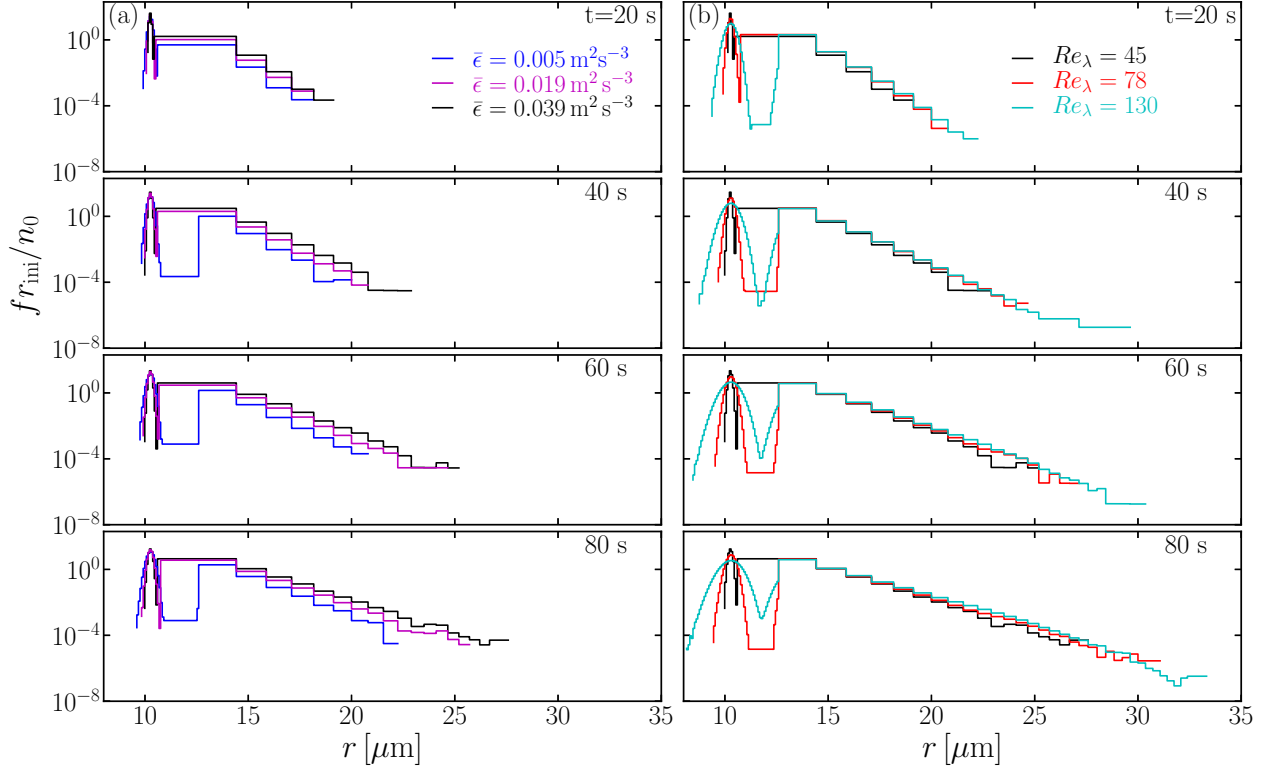 (a) t=20 s
(b) t=20 s
10⁰
10⁻⁴
10⁻⁸
ε̄ = 0.005 m²s⁻³
ε̄ = 0.019 m²s⁻³
ε̄ = 0.039 m²s⁻³
Re_λ = 45
Re_λ = 78
Re_λ = 130
40 s
40 s
10⁰
10⁻⁴
10⁻⁸
f r_ini/n₀
60 s
60 s
10⁰
10⁻⁴
10⁻⁸
80 s
80 s
10⁰
10⁻⁴
10⁻⁸
10 15 20 25 30 35
10 15 20 25 30 35
r [μm]
r [μm]